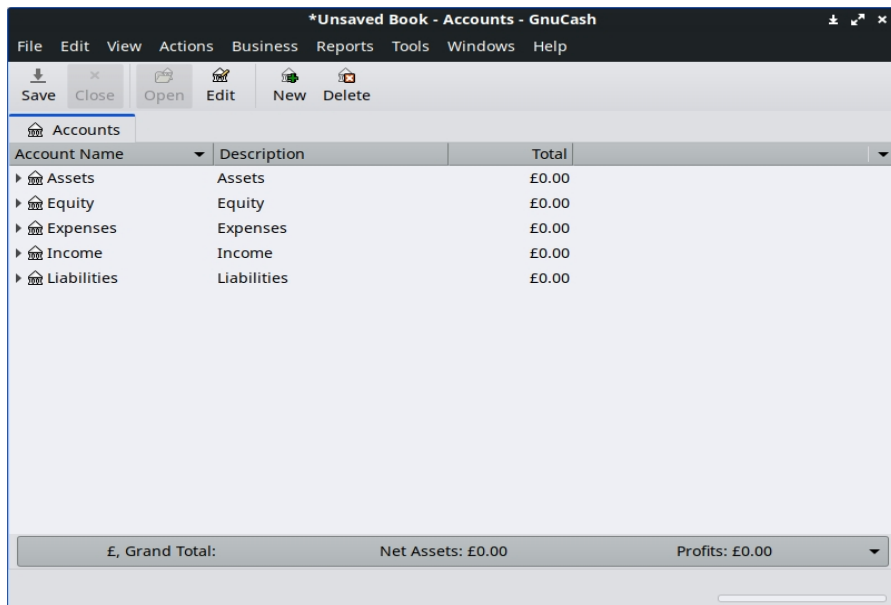 *Unsaved Book - Accounts - GnuCash
File Edit View Actions Business Reports Tools Windows Help
Save Close Open Edit New Delete
Accounts
Account Name Description Total
Assets Assets £0.00
Equity Equity £0.00
Expenses Expenses £0.00
Income Income £0.00
Liabilities Liabilities £0.00
£, Grand Total: Net Assets: £0.00 Profits: £0.00